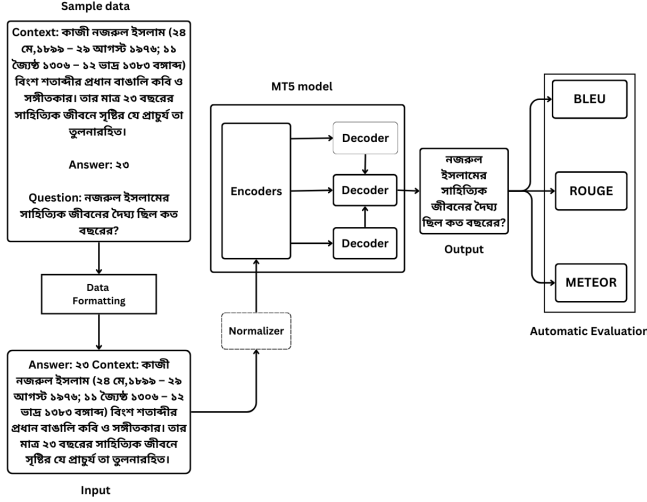 Sample data
Context: কাজী নজরুল ইসলাম (২৪
মে,১৮৯৯ – ২৯ আগস্ট ১৯৭৬; ১১
জ্যৈষ্ঠ ১৩০৬ – ১২ ভাদ্র ১৩৮৩ বঙ্গাব্দ)
বিংশ শতাব্দীর প্রধান বাঙালি কবি ও
সঙ্গীতকার। তার মাত্র ২৩ বছরের
সাহিত্যিক জীবনে সৃষ্টির যে প্রাচুর্য তা
তুলনারহিত।
Answer: ২৩
Question: নজরুল ইসলামের
সাহিত্যিক জীবনের দৈঘ্য ছিল কত
বছরের?
Data
Formatting
Answer: ২৩ Context: কাজী
নজরুল ইসলাম (২৪ মে,১৮৯৯ – ২৯
আগস্ট ১৯৭৬; ১১ জ্যৈষ্ঠ ১৩০৬ – ১২
ভাদ্র ১৩৮৩ বঙ্গাব্দ) বিংশ শতাব্দীর
প্রধান বাঙালি কবি ও সঙ্গীতকার। তার
মাত্র ২৩ বছরের সাহিত্যিক জীবনে
সৃষ্টির যে প্রাচুর্য তা তুলনারহিত।
Input
Normalizer
MT5 model
Encoders
Decoder
Decoder
Decoder
নজরুল
ইসলামের
সাহিত্যিক
জীবনের দৈঘ্য
ছিল কত বছরের?
Output
BLEU
ROUGE
METEOR
Automatic Evaluation